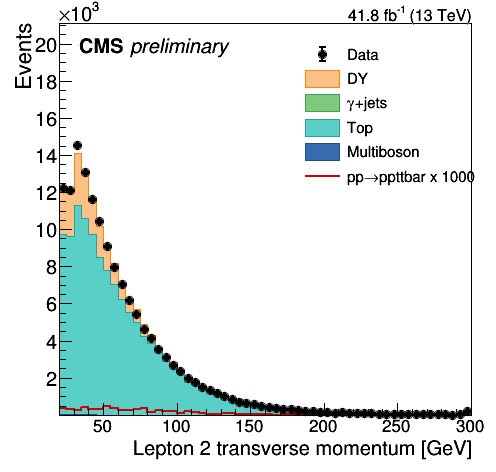 ×10³
41.8 fb⁻¹ (13 TeV)
CMS preliminary
Events
Data
DY
γ+jets
Top
Multiboson
pp→ppttbar x 1000
20
18
16
14
12
10
8
6
4
2
50 100 150 200 250 300
Lepton 2 transverse momentum [GeV]